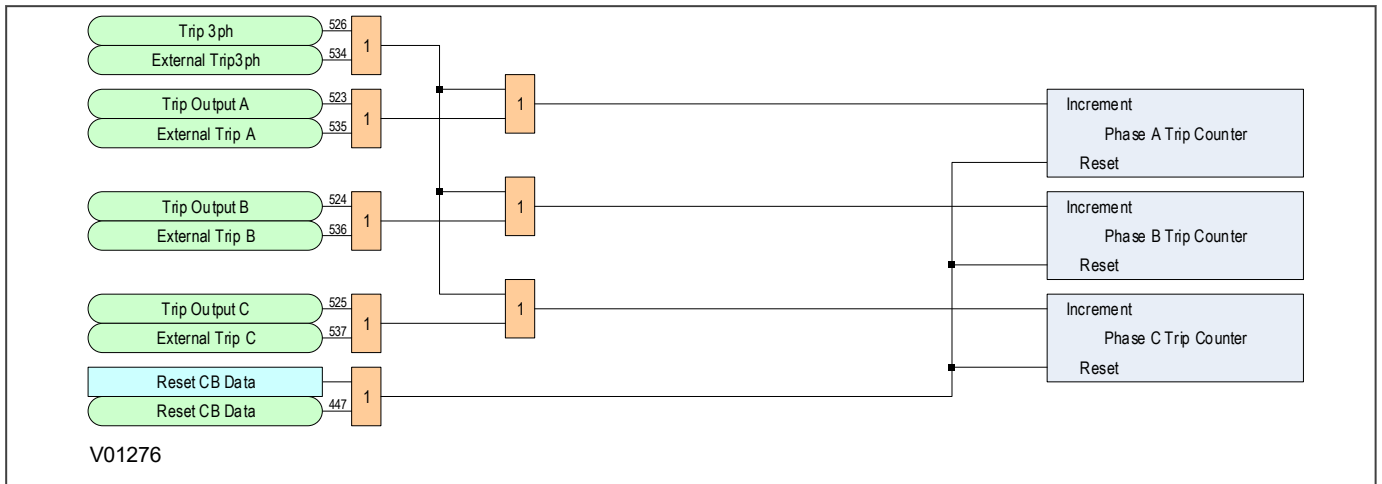 Trip 3ph 526
External Trip3ph 534
1
Trip Output A 523
External Trip A 535
1
1
Increment
Phase A Trip Counter
Reset
Trip Output B 524
External Trip B 536
1
1
Increment
Phase B Trip Counter
Reset
Trip Output C 525
External Trip C 537
1
1
Increment
Phase C Trip Counter
Reset
Reset CB Data
Reset CB Data 447
1
V01276